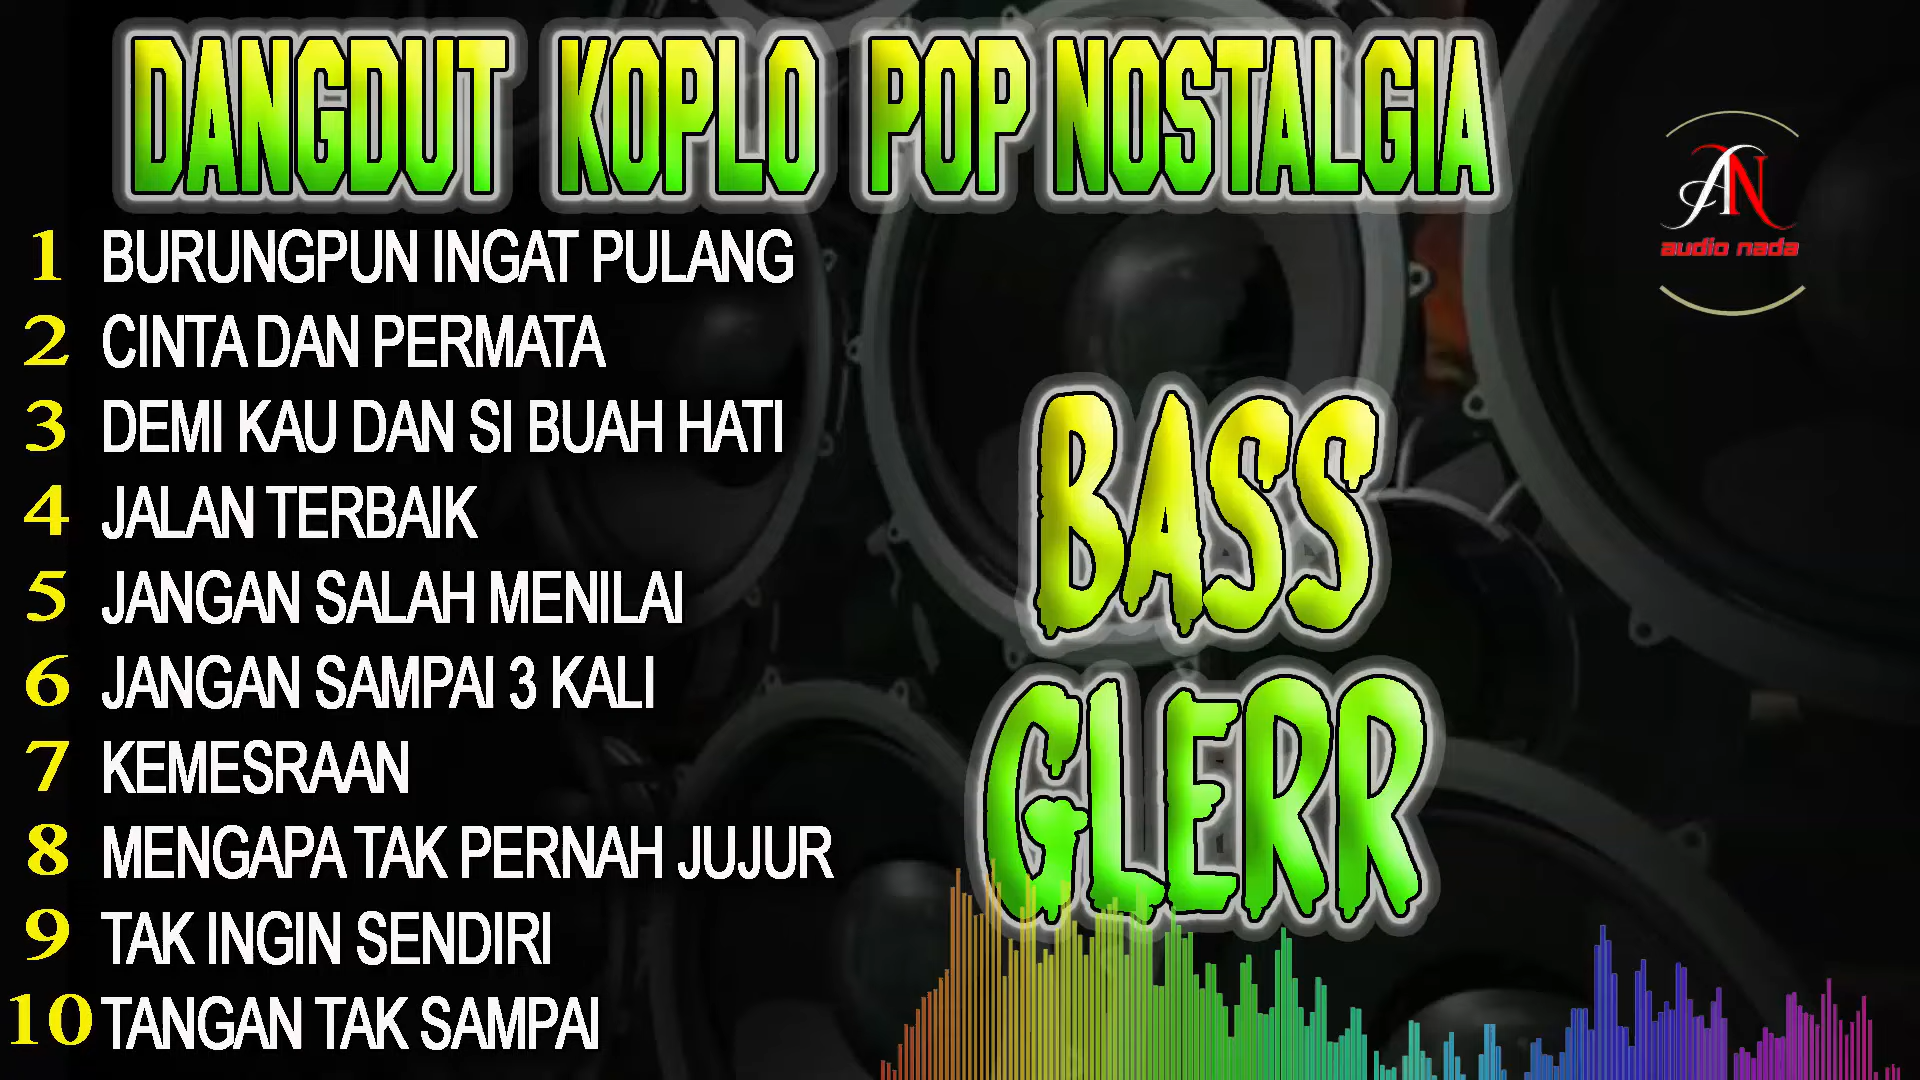 DANGDUT KOPLO POP NOSTALGIA
AN
audio nada
1 BURUNGPUN INGAT PULANG
2 CINTA DAN PERMATA
3 DEMI KAU DAN SI BUAH HATI
4 JALAN TERBAIK
5 JANGAN SALAH MENILAI
6 JANGAN SAMPAI 3 KALI
7 KEMESRAAN
8 MENGAPA TAK PERNAH JUJUR
9 TAK INGIN SENDIRI
10 TANGAN TAK SAMPAI
BASS
GLERR